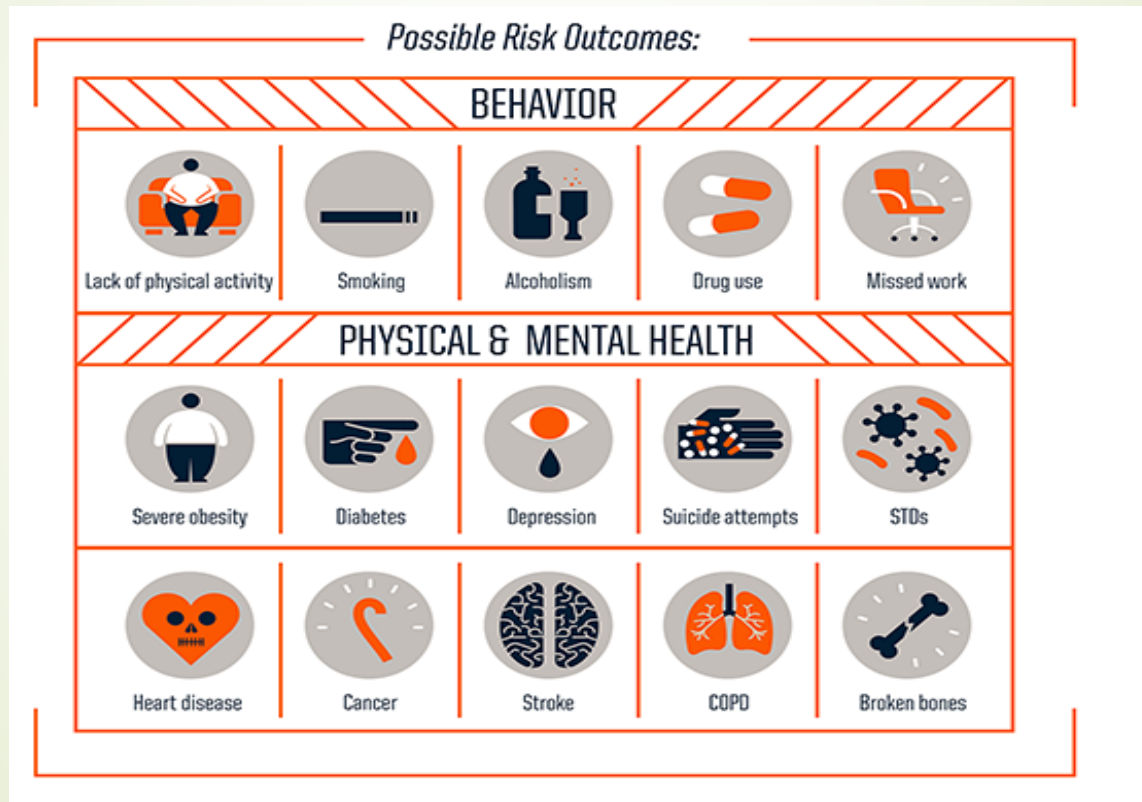 Possible Risk Outcomes:
BEHAVIOR
Lack of physical activity
Smoking
Alcoholism
Drug use
Missed work
PHYSICAL & MENTAL HEALTH
Severe obesity
Diabetes
Depression
Suicide attempts
STDs
Heart disease
Cancer
Stroke
COPD
Broken bones